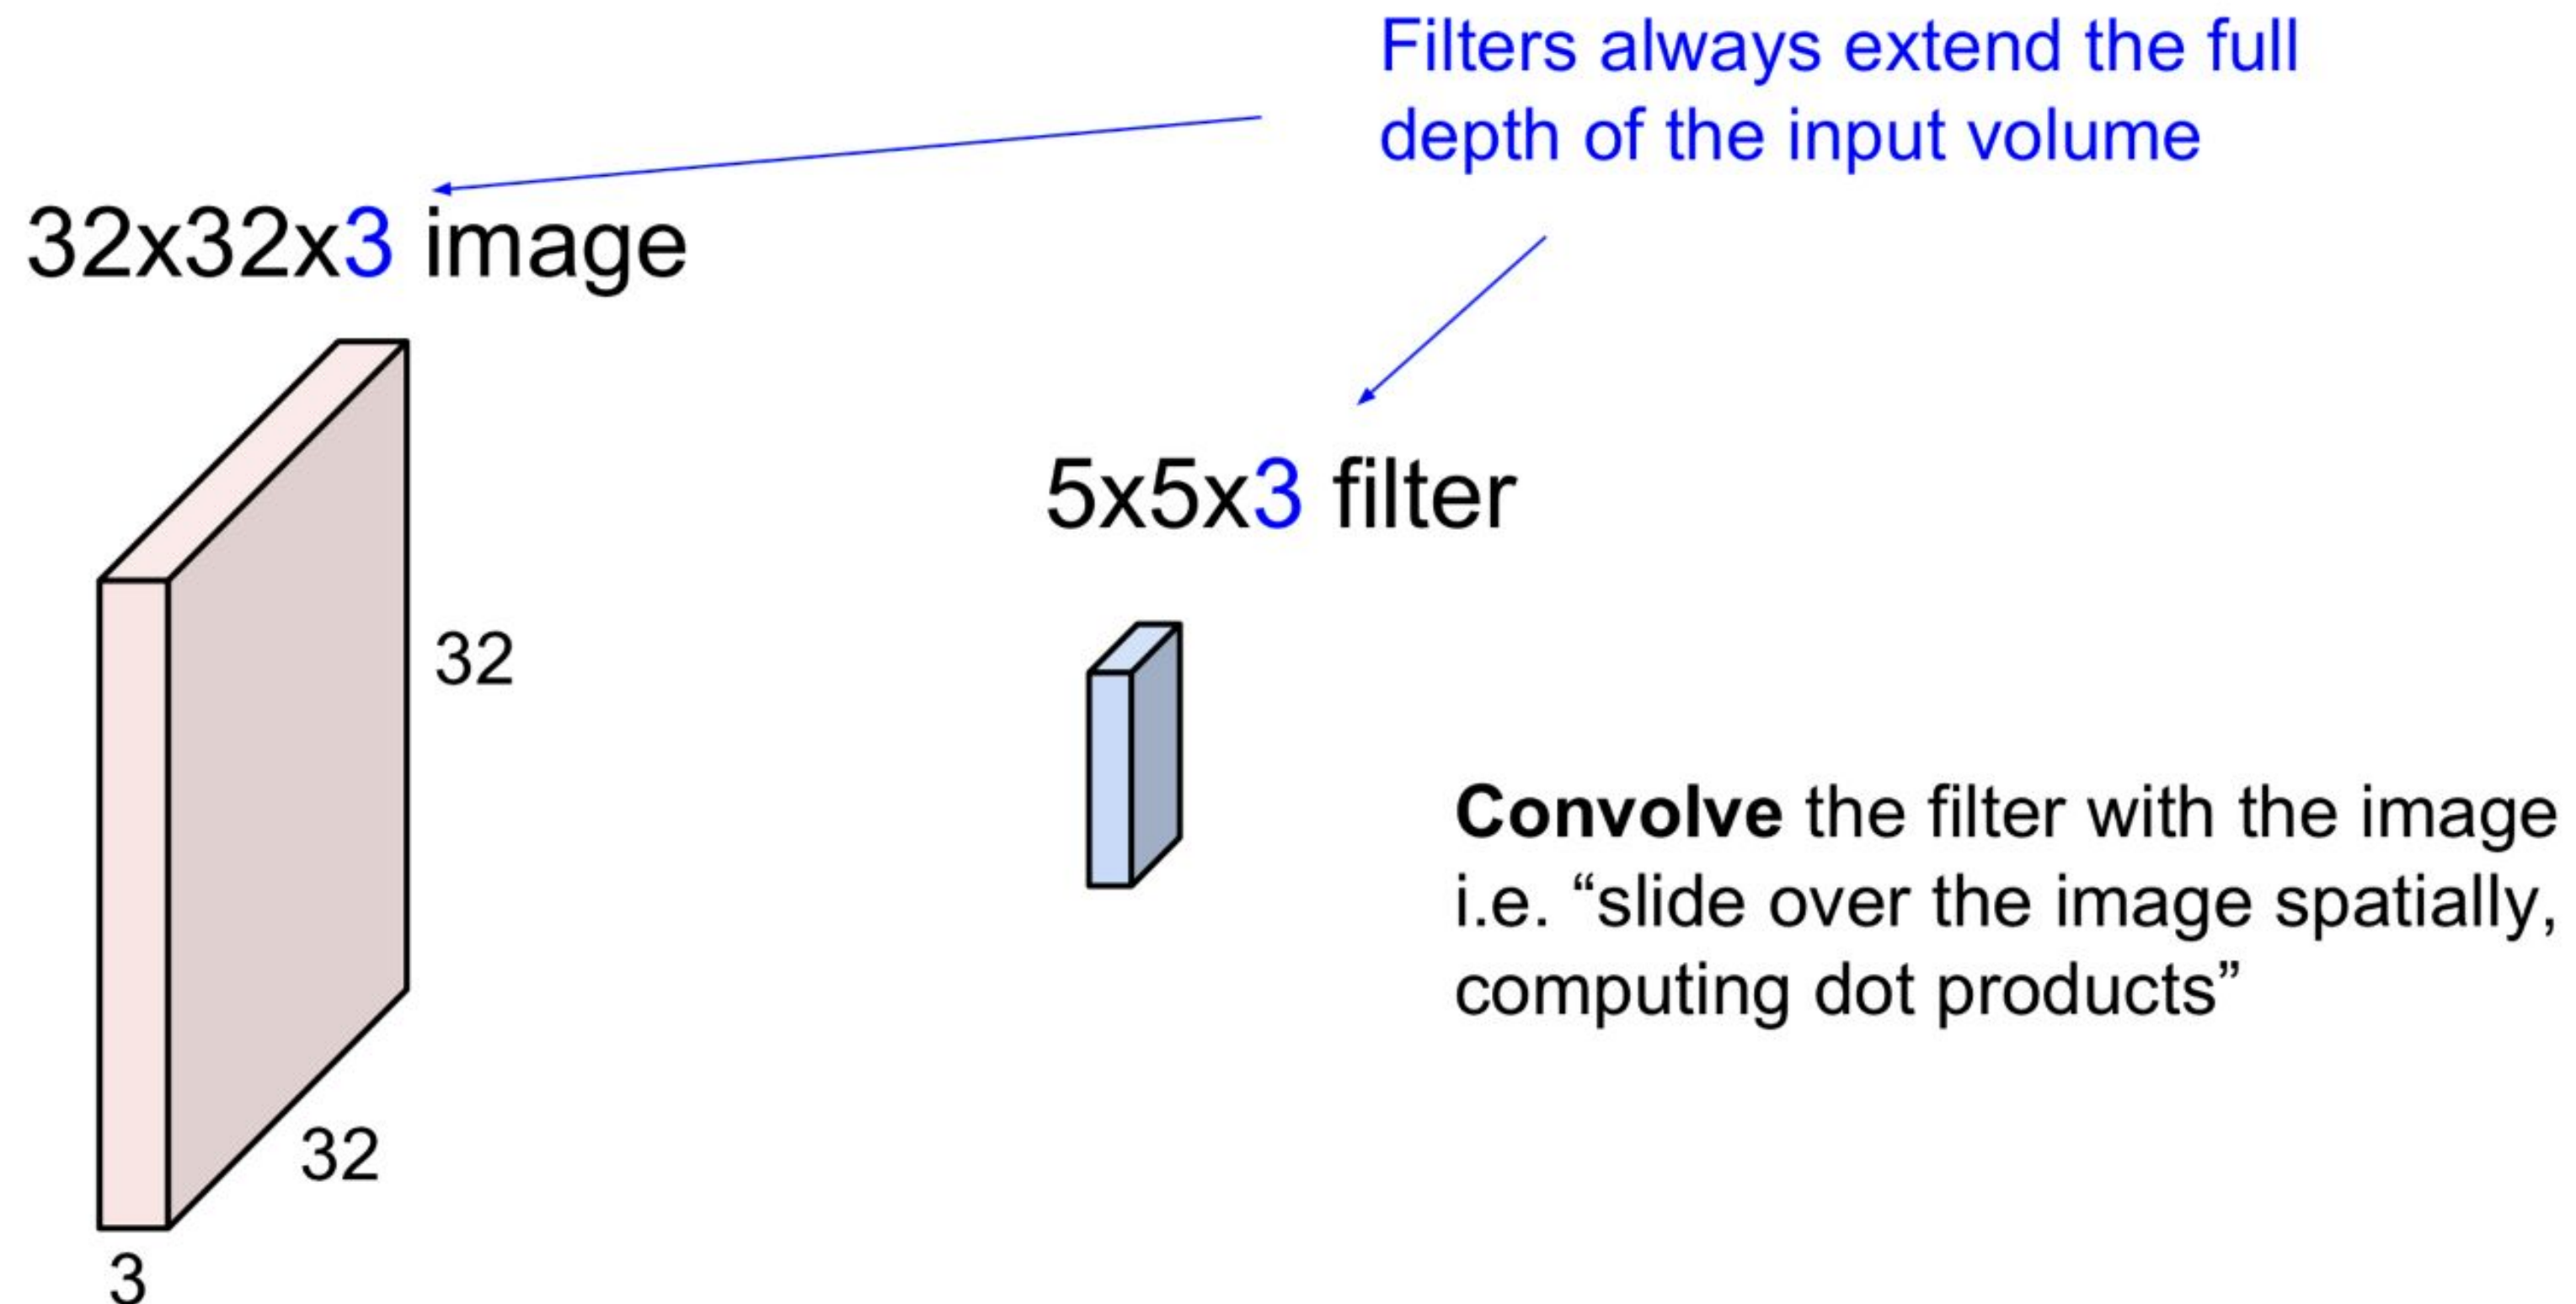 Filters always extend the full
depth of the input volume
32x32x3 image
5x5x3 filter
32
Convolve the filter with the image
i.e. “slide over the image spatially,
computing dot products”
32
3